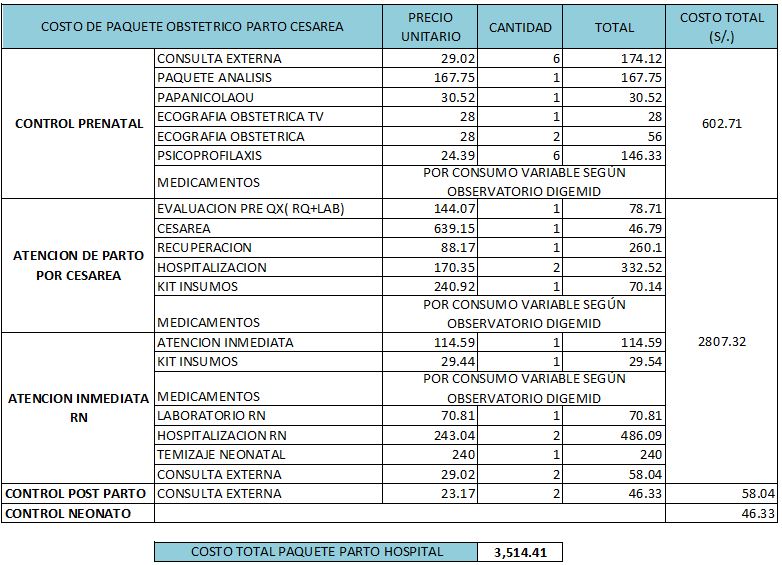 COSTO DE PAQUETE OBSTETRICO PARTO CESAREA PRECIO UNITARIO CANTIDAD TOTAL COSTO TOTAL (S/.)
CONTROL PRENATAL
CONSULTA EXTERNA 29.02 6 174.12
PAQUETE ANALISIS 167.75 1 167.75
PAPANICOLAOU 30.52 1 30.52
ECOGRAFIA OBSTETRICA TV 28 1 28
ECOGRAFIA OBSTETRICA 28 2 56
PSICOPROFILAXIS 24.39 6 146.33
MEDICAMENTOS POR CONSUMO VARIABLE SEGÚN OBSERVATORIO DIGEMID
602.71
ATENCION DE PARTO POR CESAREA
EVALUACION PRE QX( RQ+LAB) 144.07 1 78.71
CESAREA 639.15 1 46.79
RECUPERACION 88.17 1 260.1
HOSPITALIZACION 170.35 2 332.52
KIT INSUMOS 240.92 1 70.14
MEDICAMENTOS POR CONSUMO VARIABLE SEGÚN OBSERVATORIO DIGEMID
2807.32
ATENCION INMEDIATA RN
ATENCION INMEDIATA 114.59 1 114.59
KIT INSUMOS 29.44 1 29.54
MEDICAMENTOS POR CONSUMO VARIABLE SEGÚN OBSERVATORIO DIGEMID
LABORATORIO RN 70.81 1 70.81
HOSPITALIZACION RN 243.04 2 486.09
TEMIZAJE NEONATAL 240 1 240
CONSULTA EXTERNA 29.02 2 58.04
CONTROL POST PARTO CONSULTA EXTERNA 23.17 2 46.33 58.04
CONTROL NEONATO 46.33
COSTO TOTAL PAQUETE PARTO HOSPITAL 3,514.41